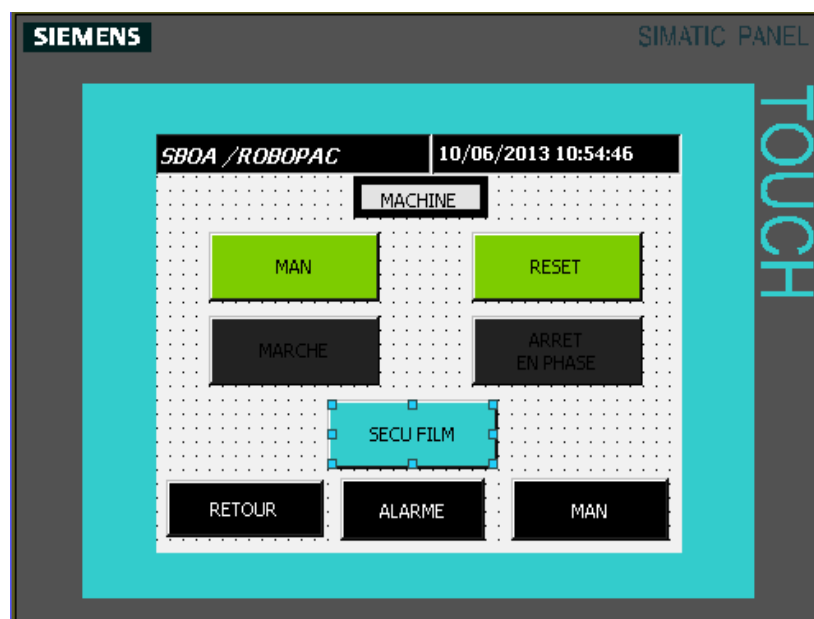 SIEMENS
SIMATIC PANEL
TOUCH
SBOA /ROBOPAC
10/06/2013 10:54:46
MACHINE
MAN
RESET
MARCHE
ARRET
EN PHASE
SECU FILM
RETOUR
ALARME
MAN